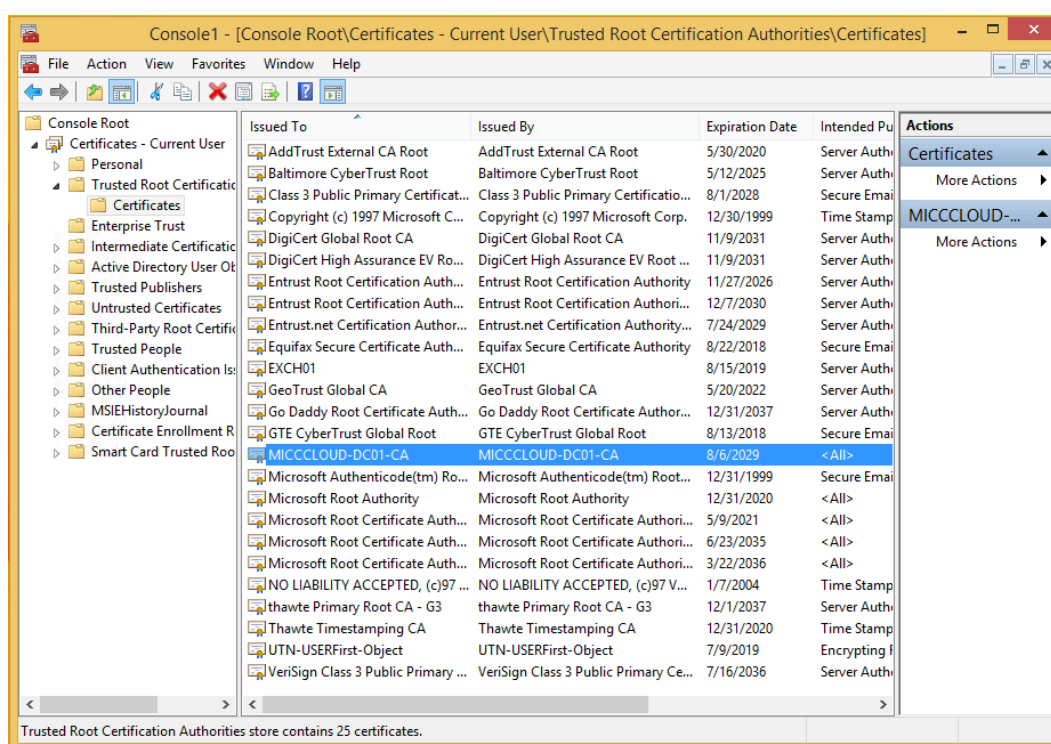 Console1 - [Console Root\Certificates - Current User\Trusted Root Certification Authorities\Certificates]
File Action View Favorites Window Help
Console Root
Certificates - Current User
Personal
Trusted Root Certificatic
Certificates
Enterprise Trust
Intermediate Certificatic
Active Directory User Ob
Trusted Publishers
Untrusted Certificates
Third-Party Root Certific
Trusted People
Client Authentication Is
Other People
MSIEHistoryJournal
Certificate Enrollment R
Smart Card Trusted Roo
Issued To Issued By Expiration Date Intended Pu
AddTrust External CA Root AddTrust External CA Root 5/30/2020 Server Auth
Baltimore CyberTrust Root Baltimore CyberTrust Root 5/12/2025 Server Auth
Class 3 Public Primary Certificat... Class 3 Public Primary Certificatio... 8/1/2028 Secure Emai
Copyright (c) 1997 Microsoft C... Copyright (c) 1997 Microsoft Corp. 12/30/1999 Time Stamp
DigiCert Global Root CA DigiCert Global Root CA 11/9/2031 Server Auth
DigiCert High Assurance EV Ro... DigiCert High Assurance EV Root ... 11/9/2031 Server Auth
Entrust Root Certification Auth... Entrust Root Certification Authority 11/27/2026 Server Auth
Entrust Root Certification Auth... Entrust Root Certification Authori... 12/7/2030 Server Auth
Entrust.net Certification Author... Entrust.net Certification Authority... 7/24/2029 Server Auth
Equifax Secure Certificate Auth... Equifax Secure Certificate Authority 8/22/2018 Secure Emai
EXCH01 EXCH01 8/15/2019 Server Auth
GeoTrust Global CA GeoTrust Global CA 5/20/2022 Server Auth
Go Daddy Root Certificate Auth... Go Daddy Root Certificate Author... 12/31/2037 Server Auth
GTE CyberTrust Global Root GTE CyberTrust Global Root 8/13/2018 Secure Emai
MICCCLOUD-DC01-CA MICCCLOUD-DC01-CA 8/6/2029 <All>
Microsoft Authenticode(tm) Ro... Microsoft Authenticode(tm) Root... 12/31/1999 Secure Emai
Microsoft Root Authority Microsoft Root Authority 12/31/2020 <All>
Microsoft Root Certificate Auth... Microsoft Root Certificate Authori... 5/9/2021 <All>
Microsoft Root Certificate Auth... Microsoft Root Certificate Authori... 6/23/2035 <All>
Microsoft Root Certificate Auth... Microsoft Root Certificate Authori... 3/22/2036 <All>
NO LIABILITY ACCEPTED, (c)97 ... NO LIABILITY ACCEPTED, (c)97 V... 1/7/2004 Time Stamp
thawte Primary Root CA - G3 thawte Primary Root CA - G3 12/1/2037 Server Auth
Thawte Timestamping CA Thawte Timestamping CA 12/31/2020 Time Stamp
UTN-USERFirst-Object UTN-USERFirst-Object 7/9/2019 Encrypting F
VeriSign Class 3 Public Primary ... VeriSign Class 3 Public Primary Ce... 7/16/2036 Server Auth
Actions
Certificates
More Actions
MICCCLOUD-...
More Actions
Trusted Root Certification Authorities store contains 25 certificates.